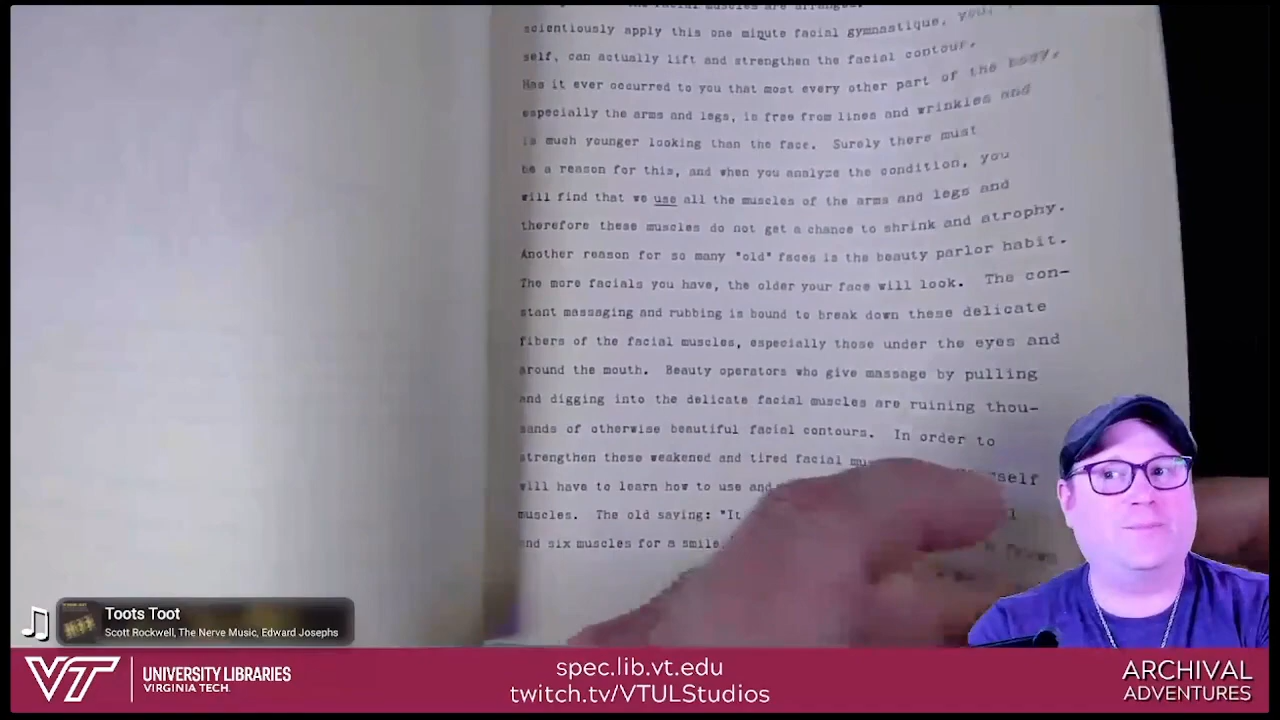 the facial muscles are arranged.
scientiously apply this one minute facial gymnastique, you,
self, can actually lift and strengthen the facial contour.
Has it ever occurred to you that most every other part of the body,
especially the arms and legs, is free from lines and wrinkles and
is much younger looking than the face. Surely there must
be a reason for this, and when you analyze the condition, you
will find that we use all the muscles of the arms and legs and
therefore these muscles do not get a chance to shrink and atrophy.
Another reason for so many "old" faces is the beauty parlor habit.
The more facials you have, the older your face will look. The con-
stant massaging and rubbing is bound to break down these delicate
fibers of the facial muscles, especially those under the eyes and
around the mouth. Beauty operators who give massage by pulling
and digging into the delicate facial muscles are ruining thou-
sands of otherwise beautiful facial contours. In order to
strengthen these weakened and tired facial
will have to learn how to use and
muscles. The old saying: "It
and six muscles for a smile
Toots Toot
Scott Rockwell, The Nerve Music, Edward Josephs
VT UNIVERSITY LIBRARIES
VIRGINIA TECH.
spec.lib.vt.edu
twitch.tv/VTULStudios
ARCHIVAL
ADVENTURES